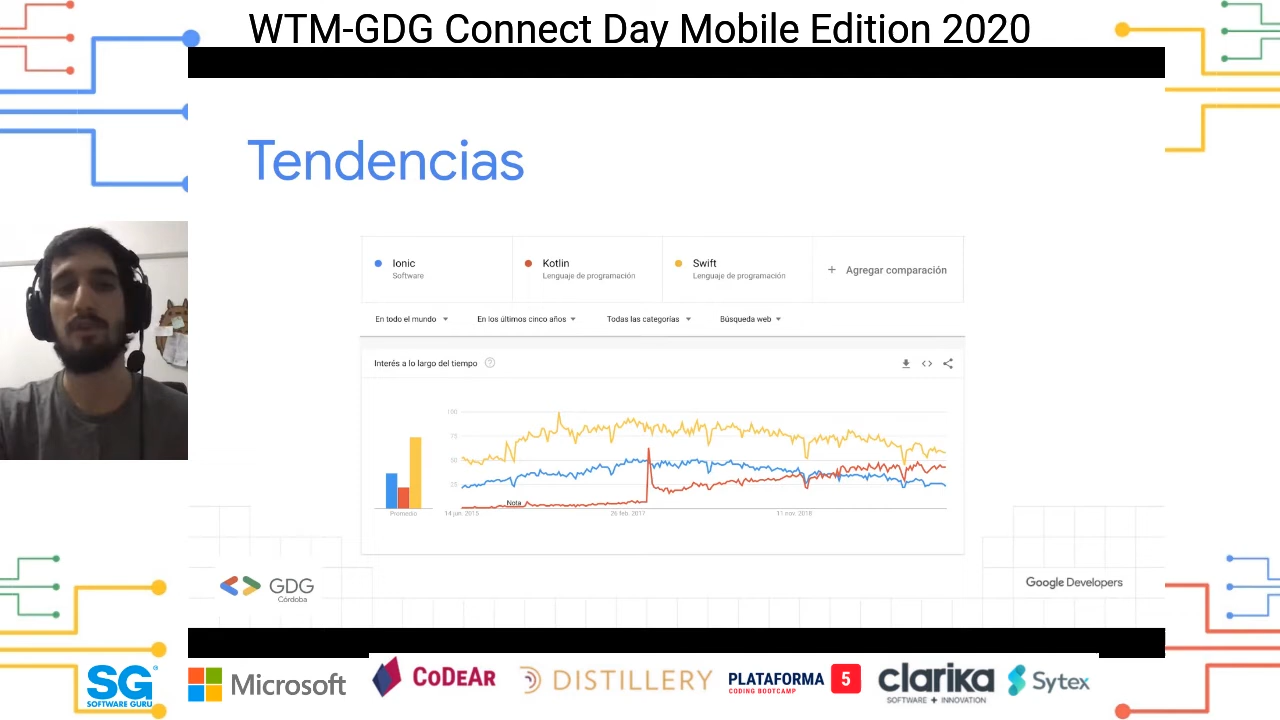 WTM-GDG Connect Day Mobile Edition 2020
Tendencias
Ionic
Software
Kotlin
Lenguaje de programación
Swift
Lenguaje de programación
+ Agregar comparación
En todo el mundo
En los últimos cinco años
Todas las categorías
Búsqueda web
Interés a lo largo del tiempo
100
75
50
25
Nota
Promedio
14 jun. 2015
26 feb. 2017
11 nov. 2018
GDG
Córdoba
Google Developers
SG
SOFTWARE GURU
Microsoft
CoDeAr
DISTILLERY
PLATAFORMA 5
CODING BOOTCAMP
clarika
SOFTWARE + INNOVATION
Sytex